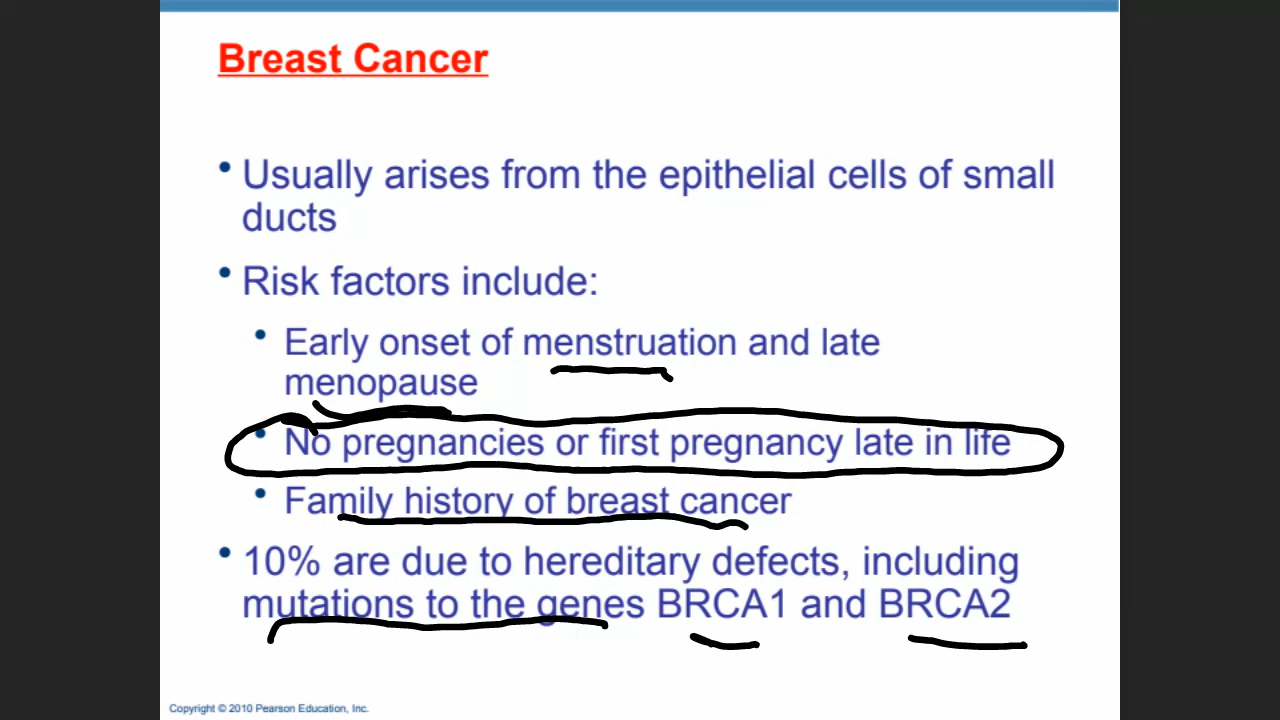 Breast Cancer
• Usually arises from the epithelial cells of small
ducts
• Risk factors include:
• Early onset of menstruation and late
menopause
• No pregnancies or first pregnancy late in life
• Family history of breast cancer
• 10% are due to hereditary defects, including
mutations to the genes BRCA1 and BRCA2
Copyright © 2010 Pearson Education, Inc.